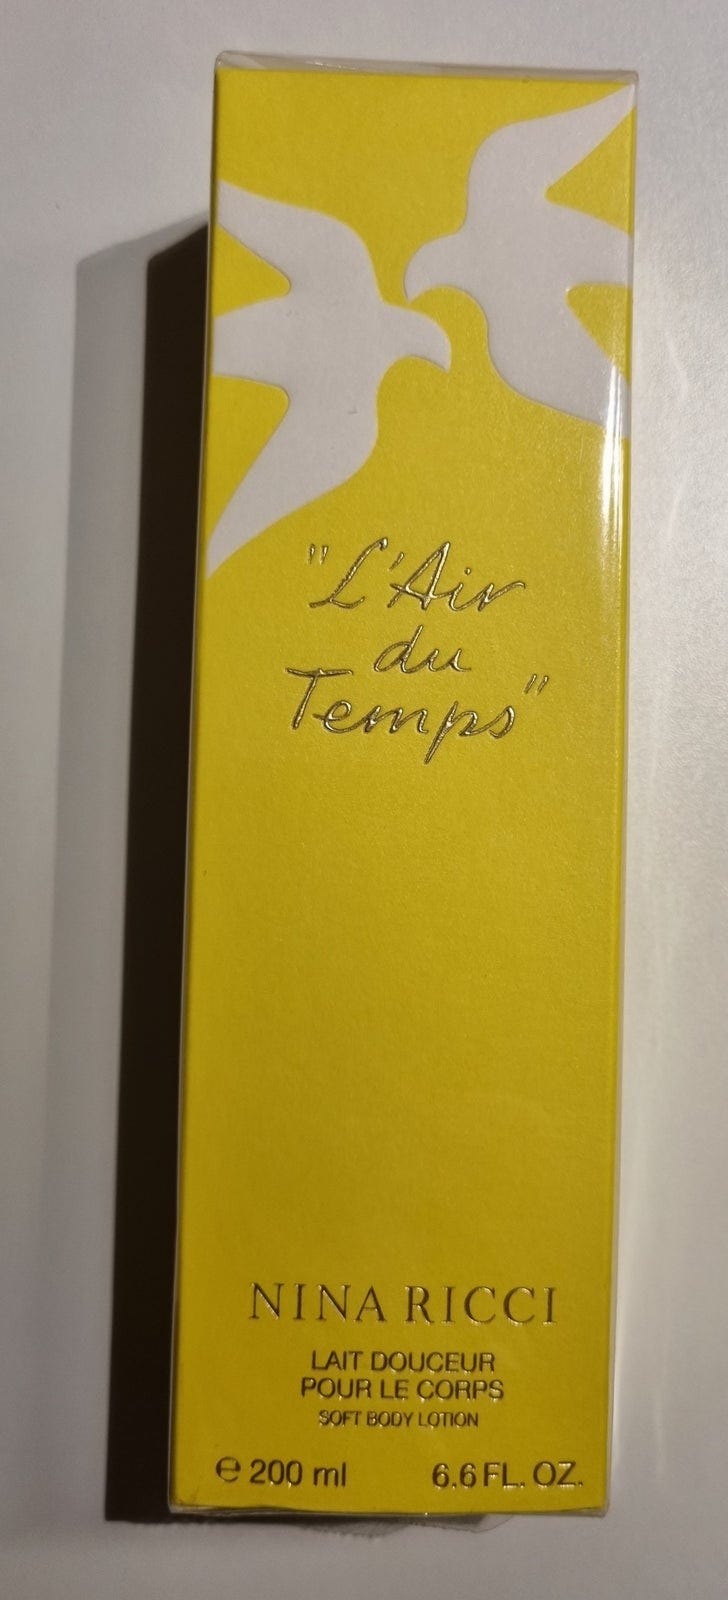 "L'Air
du
Temps"
NINA RICCI
LAIT DOUCEUR
POUR LE CORPS
SOFT BODY LOTION
℮ 200 ml 6.6 FL. OZ.